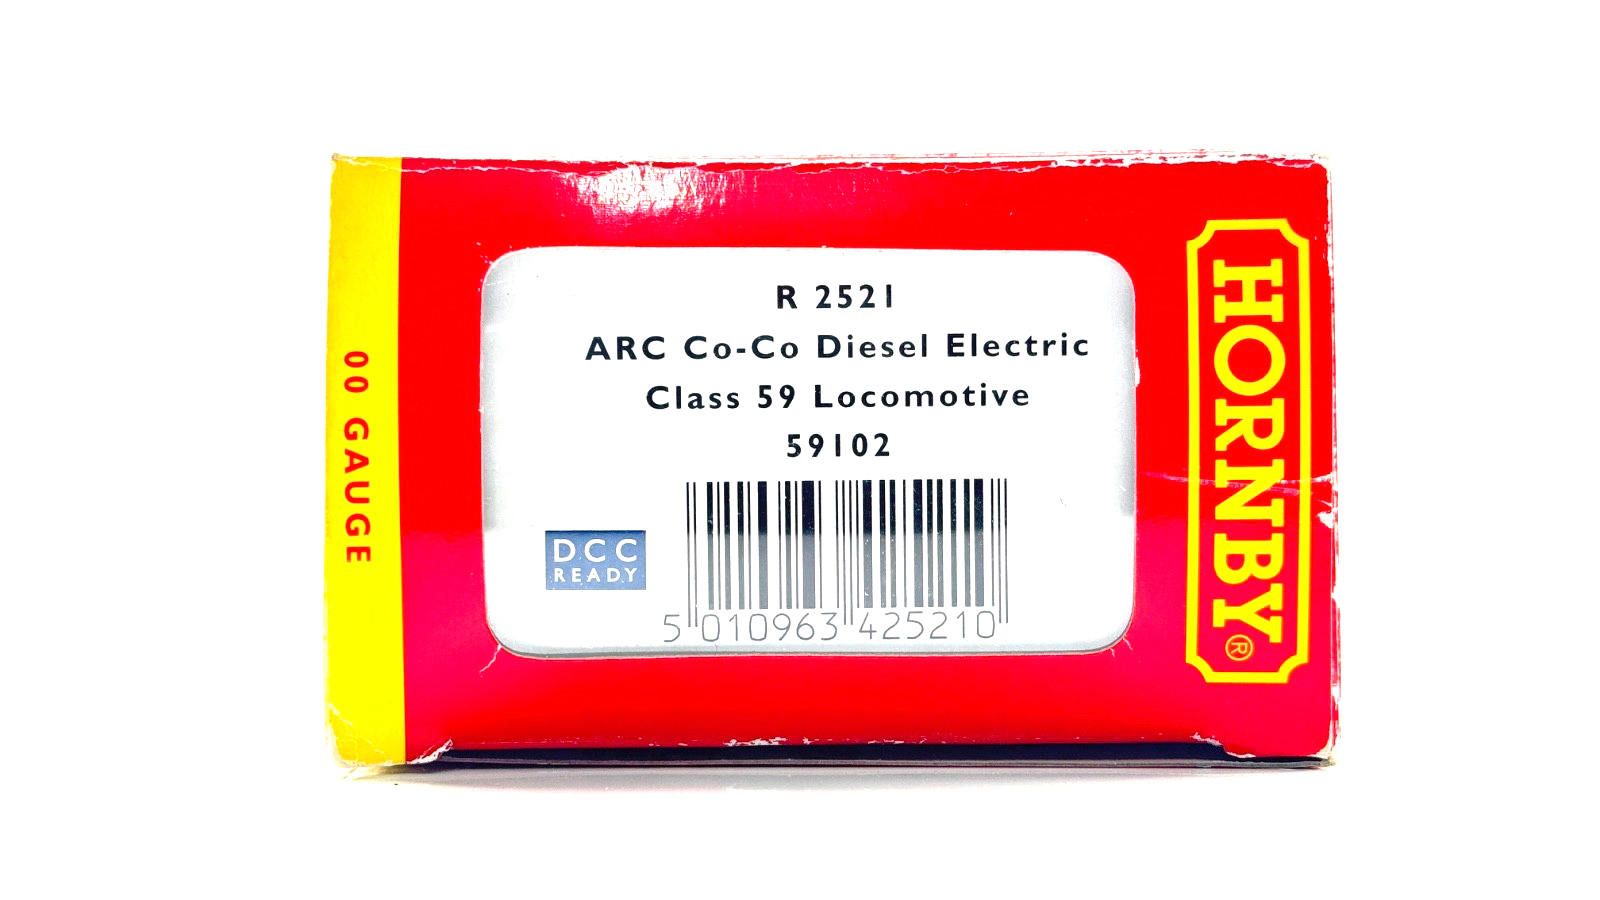 00 GAUGE
R 2521
ARC Co-Co Diesel Electric
Class 59 Locomotive
59102
DCC
READY
5 010963 425210
HORNBY®